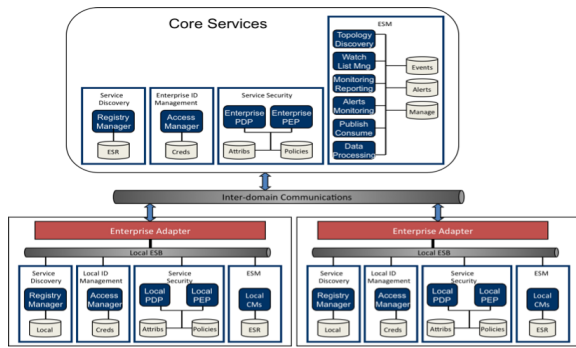 Core Services
ESM
Topology
Discovery
Watch
List Mng
Monitoring
Reporting
Alerts
Monitoring
Publish
Consume
Data
Processing
Events
Alerts
Manage
Service
Discovery
Registry
Manager
ESR
Enterprise ID
Management
Access
Manager
Creds
Service Security
Enterprise
PDP
Enterprise
PEP
Attribs
Policies
Inter-domain Communications
Enterprise Adapter
Local ESB
Service
Discovery
Registry
Manager
Local
Local ID
Management
Access
Manager
Creds
Service
Security
Local
PDP
Local
PEP
Attribs
Policies
ESM
Local
CMs
ESR
Enterprise Adapter
Local ESB
Service
Discovery
Registry
Manager
Local
Local ID
Management
Access
Manager
Creds
Service
Security
Local
PDP
Local
PEP
Attribs
Policies
ESM
Local
CMs
ESR